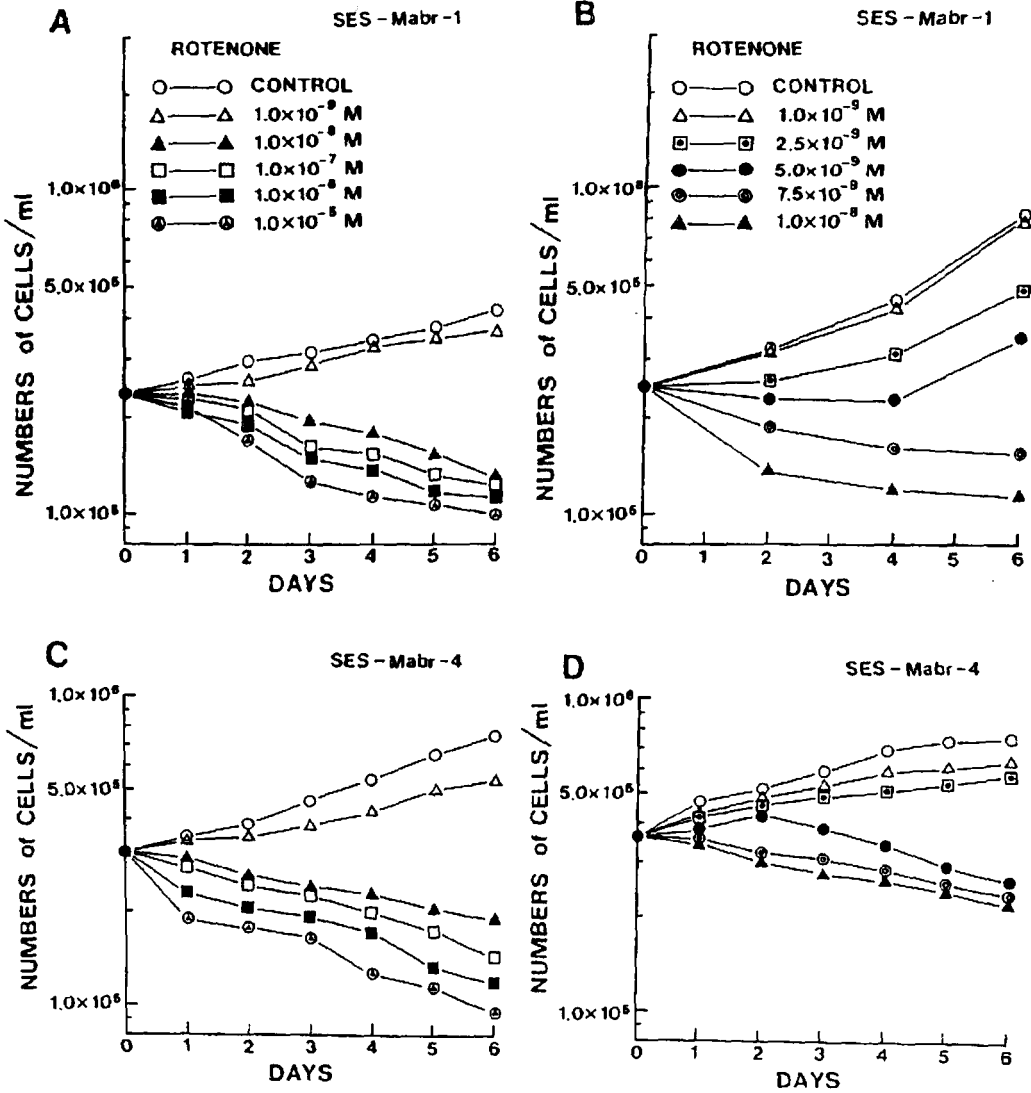 A
SES-Mabr-1
ROTENONE
CONTROL
1.0×10⁻⁹ M
1.0×10⁻⁸ M
1.0×10⁻⁷ M
1.0×10⁻⁶ M
1.0×10⁻⁵ M
NUMBERS of CELLS/ml
1.0×10⁶
5.0×10⁵
1.0×10⁵
0 1 2 3 4 5 6
DAYS
B
SES-Mabr-1
ROTENONE
CONTROL
1.0×10⁻⁹ M
2.5×10⁻⁹ M
5.0×10⁻⁹ M
7.5×10⁻⁹ M
1.0×10⁻⁸ M
NUMBERS of CELLS/ml
1.0×10⁶
5.0×10⁵
1.0×10⁵
0 1 2 3 4 5 6
DAYS
C
SES-Mabr-4
NUMBERS of CELLS/ml
1.0×10⁶
5.0×10⁵
1.0×10⁵
0 1 2 3 4 5 6
DAYS
D
SES-Mabr-4
NUMBERS of CELLS/ml
1.0×10⁶
5.0×10⁵
1.0×10⁵
0 1 2 3 4 5 6
DAYS